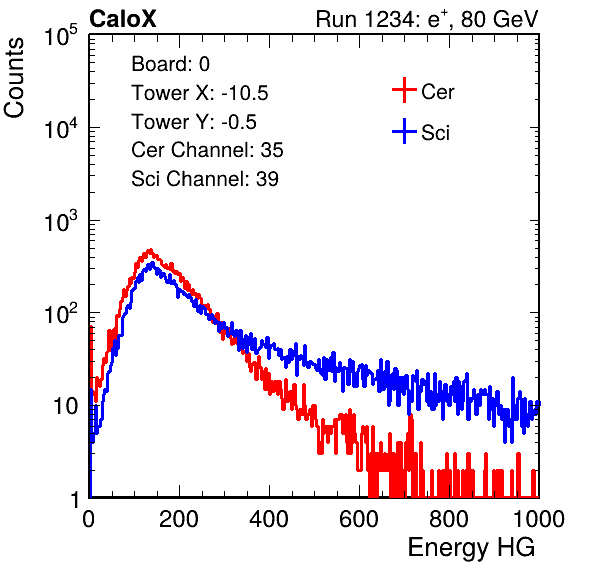 CaloX Run 1234: e+, 80 GeV
Counts
10^5
10^4
10^3
10^2
10
1
Board: 0
Tower X: -10.5
Tower Y: -0.5
Cer Channel: 35
Sci Channel: 39
Cer
Sci
0 200 400 600 800 1000
Energy HG